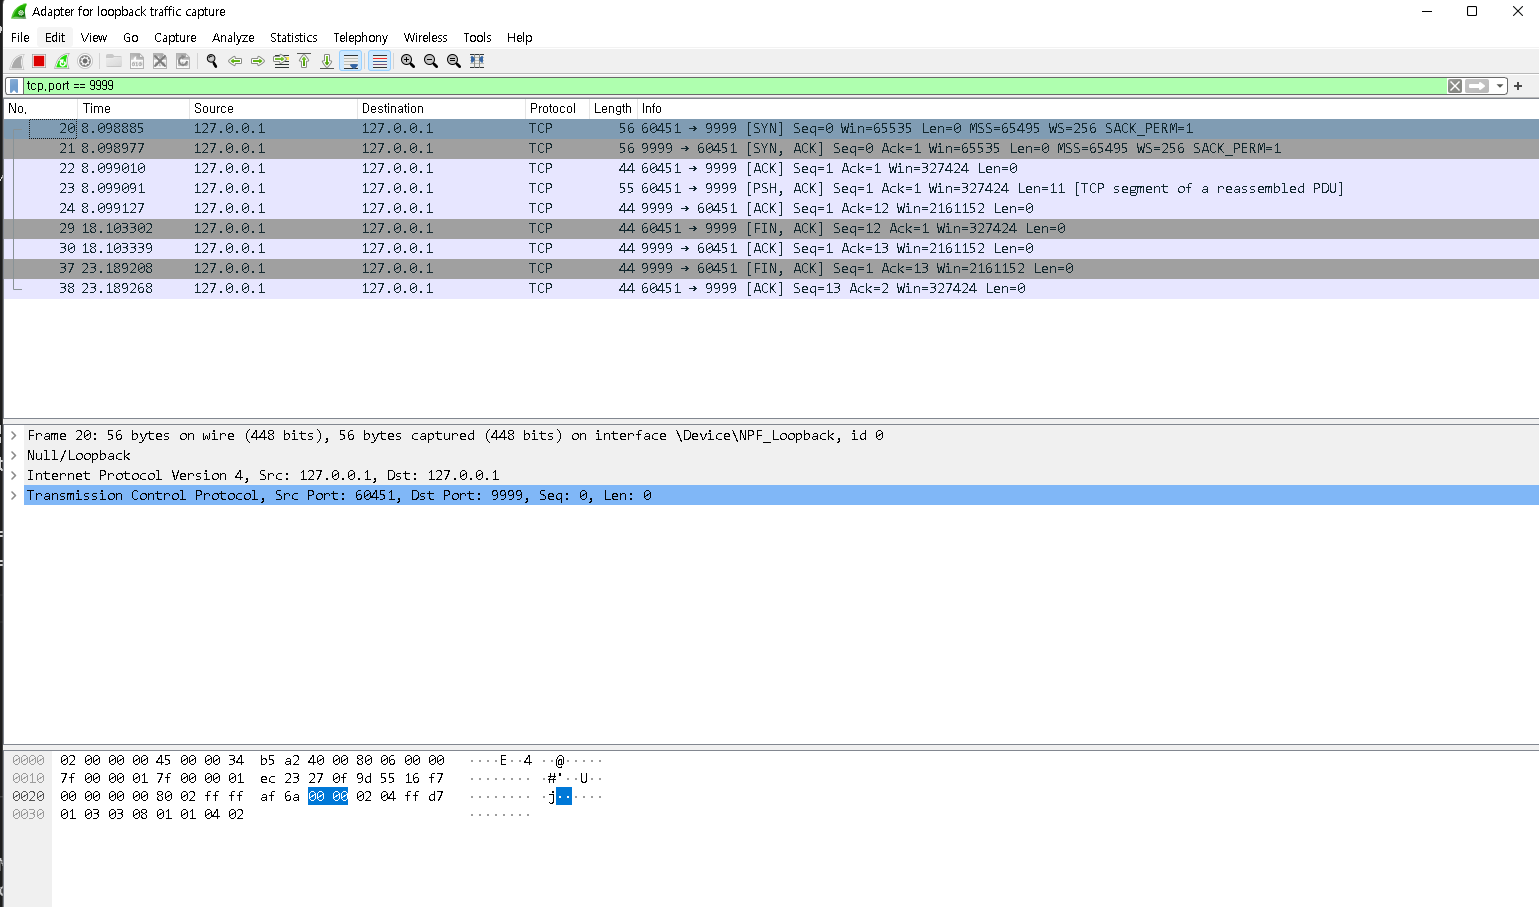 Adapter for loopback traffic capture
File Edit View Go Capture Analyze Statistics Telephony Wireless Tools Help
tcp.port == 9999
No. Time Source Destination Protocol Length Info
20 8.098885 127.0.0.1 127.0.0.1 TCP 56 60451 → 9999 [SYN] Seq=0 Win=65535 Len=0 MSS=65495 WS=256 SACK_PERM=1
21 8.098977 127.0.0.1 127.0.0.1 TCP 56 9999 → 60451 [SYN, ACK] Seq=0 Ack=1 Win=65535 Len=0 MSS=65495 WS=256 SACK_PERM=1
22 8.099010 127.0.0.1 127.0.0.1 TCP 44 60451 → 9999 [ACK] Seq=1 Ack=1 Win=327424 Len=0
23 8.099091 127.0.0.1 127.0.0.1 TCP 55 60451 → 9999 [PSH, ACK] Seq=1 Ack=1 Win=327424 Len=11 [TCP segment of a reassembled PDU]
24 8.099127 127.0.0.1 127.0.0.1 TCP 44 9999 → 60451 [ACK] Seq=1 Ack=12 Win=2161152 Len=0
29 18.103302 127.0.0.1 127.0.0.1 TCP 44 60451 → 9999 [FIN, ACK] Seq=12 Ack=1 Win=327424 Len=0
30 18.103339 127.0.0.1 127.0.0.1 TCP 44 9999 → 60451 [ACK] Seq=1 Ack=13 Win=2161152 Len=0
37 23.189208 127.0.0.1 127.0.0.1 TCP 44 9999 → 60451 [FIN, ACK] Seq=1 Ack=13 Win=2161152 Len=0
38 23.189268 127.0.0.1 127.0.0.1 TCP 44 60451 → 9999 [ACK] Seq=13 Ack=2 Win=327424 Len=0
Frame 20: 56 bytes on wire (448 bits), 56 bytes captured (448 bits) on interface \Device\NPF_Loopback, id 0
Null/Loopback
Internet Protocol Version 4, Src: 127.0.0.1, Dst: 127.0.0.1
Transmission Control Protocol, Src Port: 60451, Dst Port: 9999, Seq: 0, Len: 0
0000 02 00 00 00 45 00 00 34 b5 a2 40 00 80 06 00 00 ····E··4 ··@·····
0010 7f 00 00 01 7f 00 00 01 ec 23 27 0f 9d 55 16 f7 ········ ·#'··U··
0020 00 00 00 00 80 02 ff ff af 6a 00 00 02 04 ff d7 ········ ·j······
0030 01 03 03 08 01 01 04 02 ········